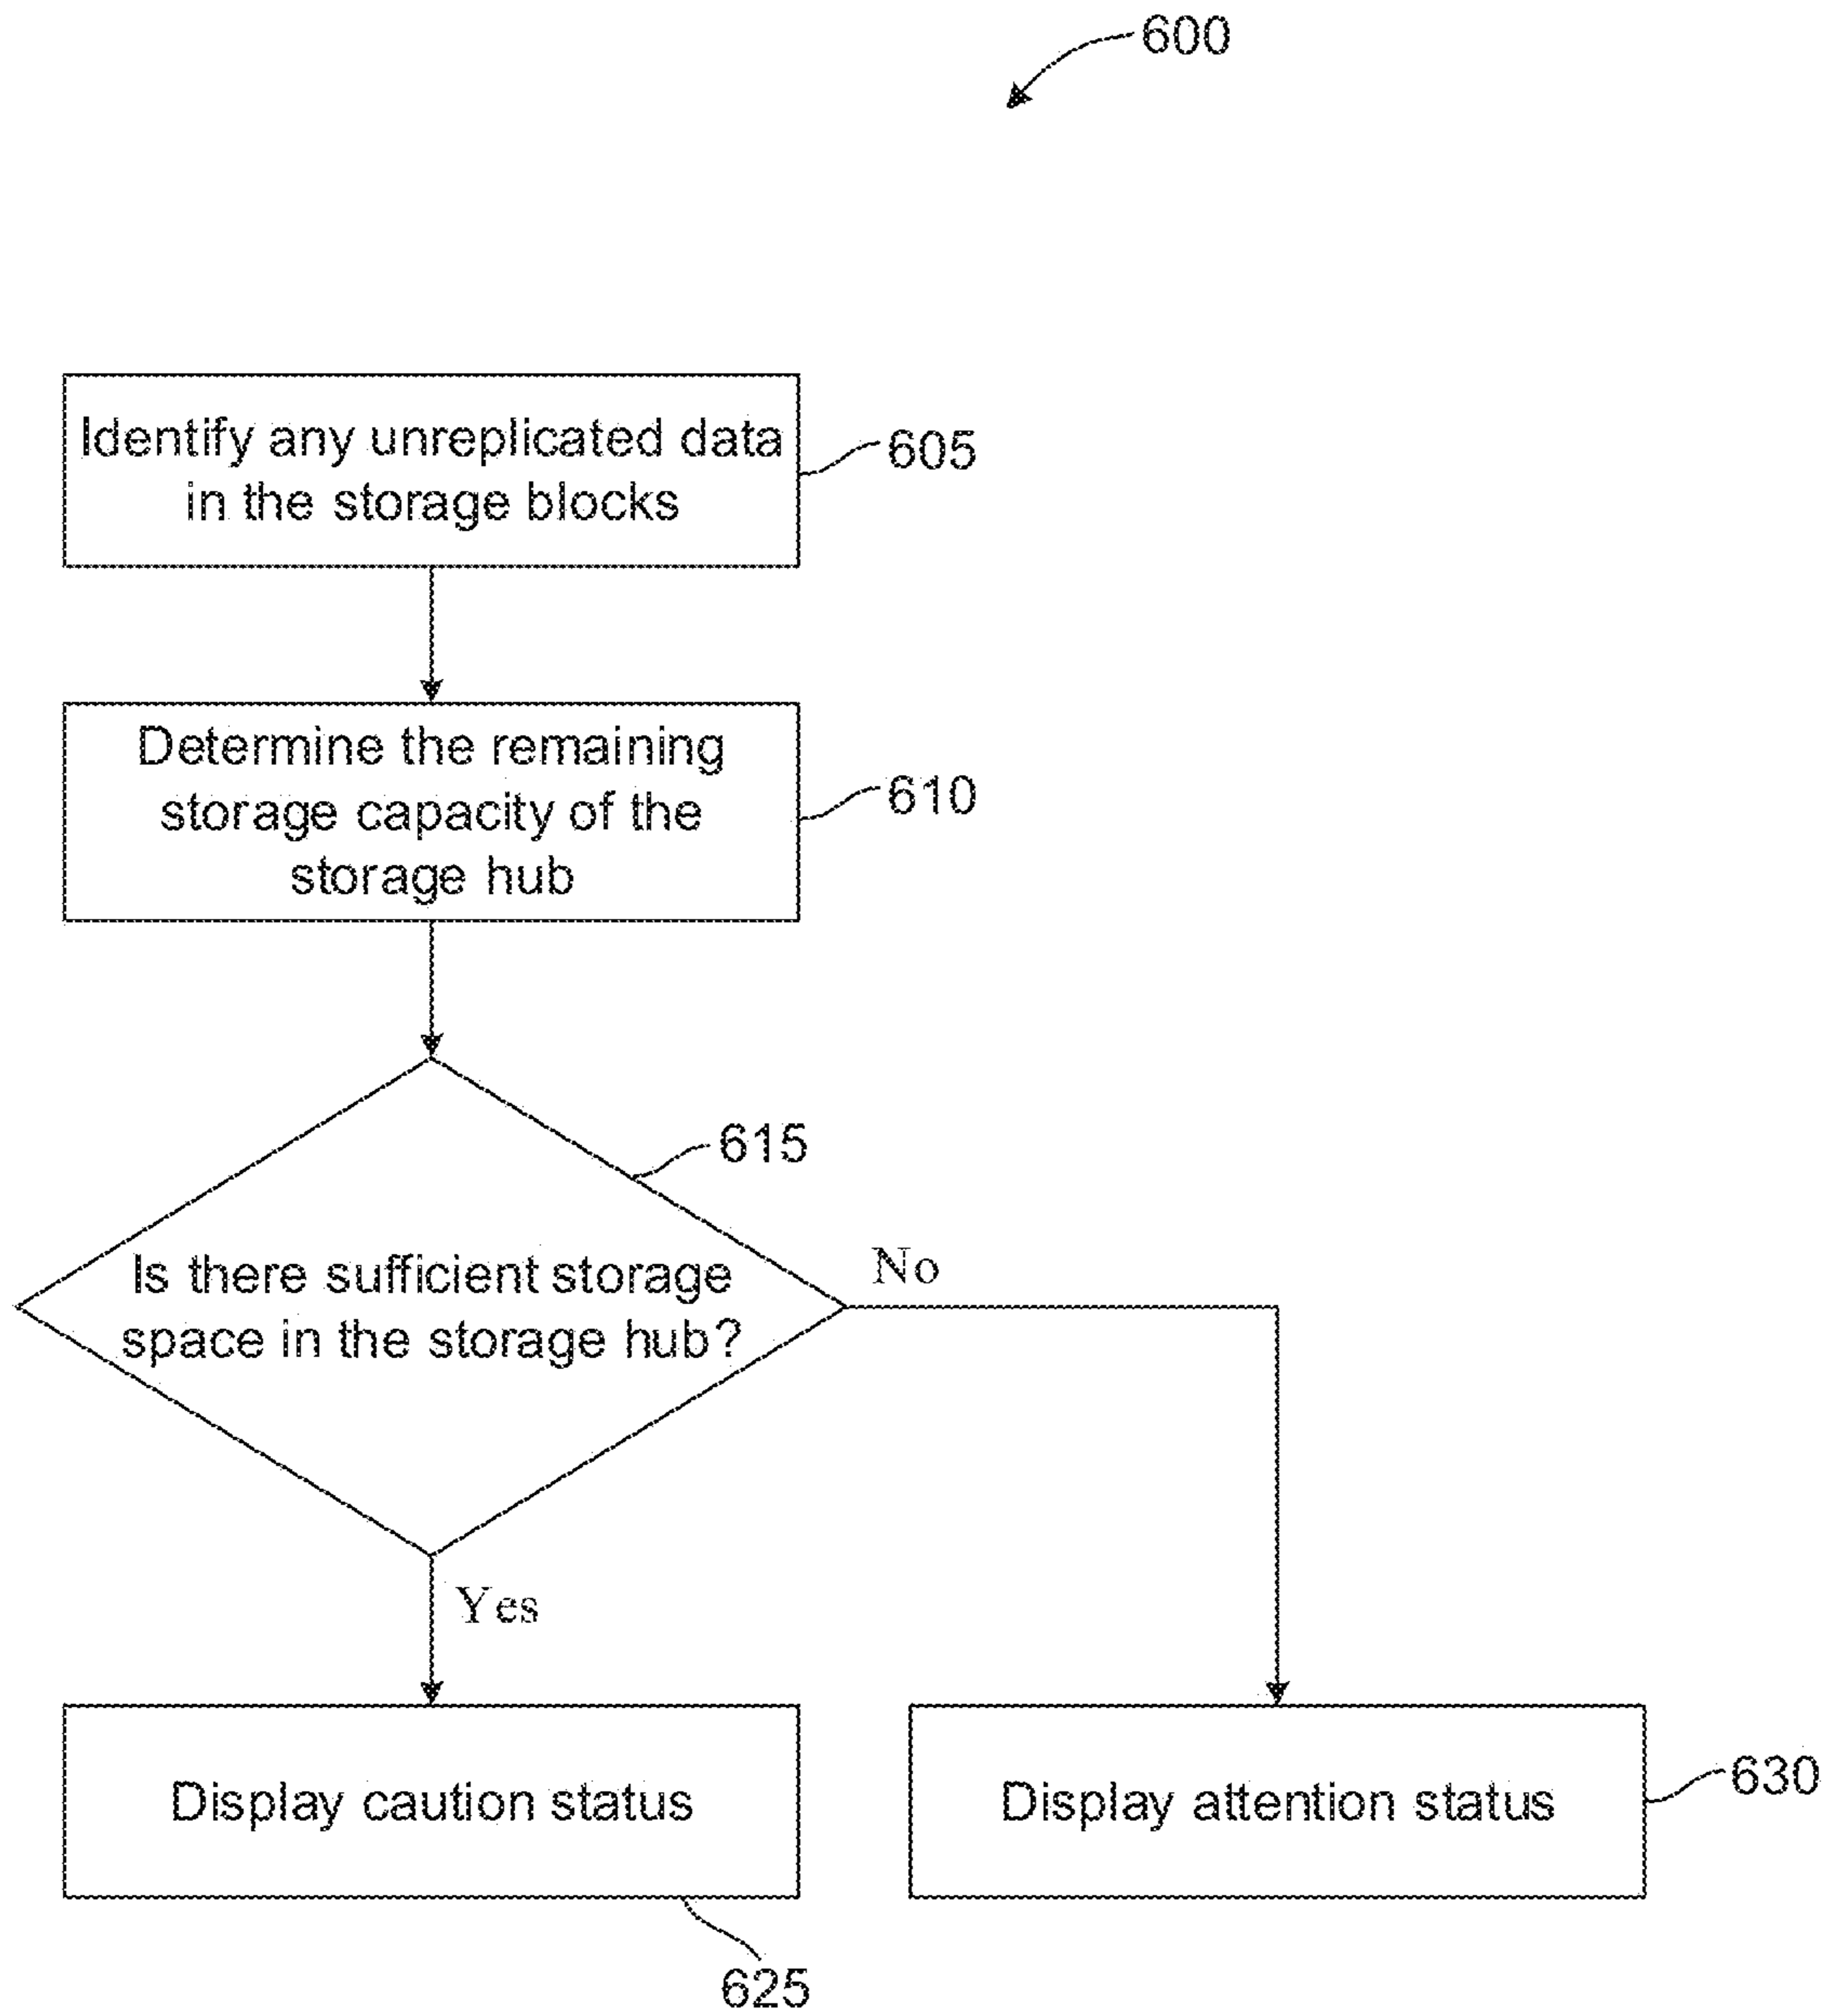 600
Identify any unreplicated data
in the storage blocks
605
Determine the remaining
storage capacity of the
storage hub
610
615
Is there sufficient storage
space in the storage hub?
No
Yes
Display caution status
625
Display attention status
630